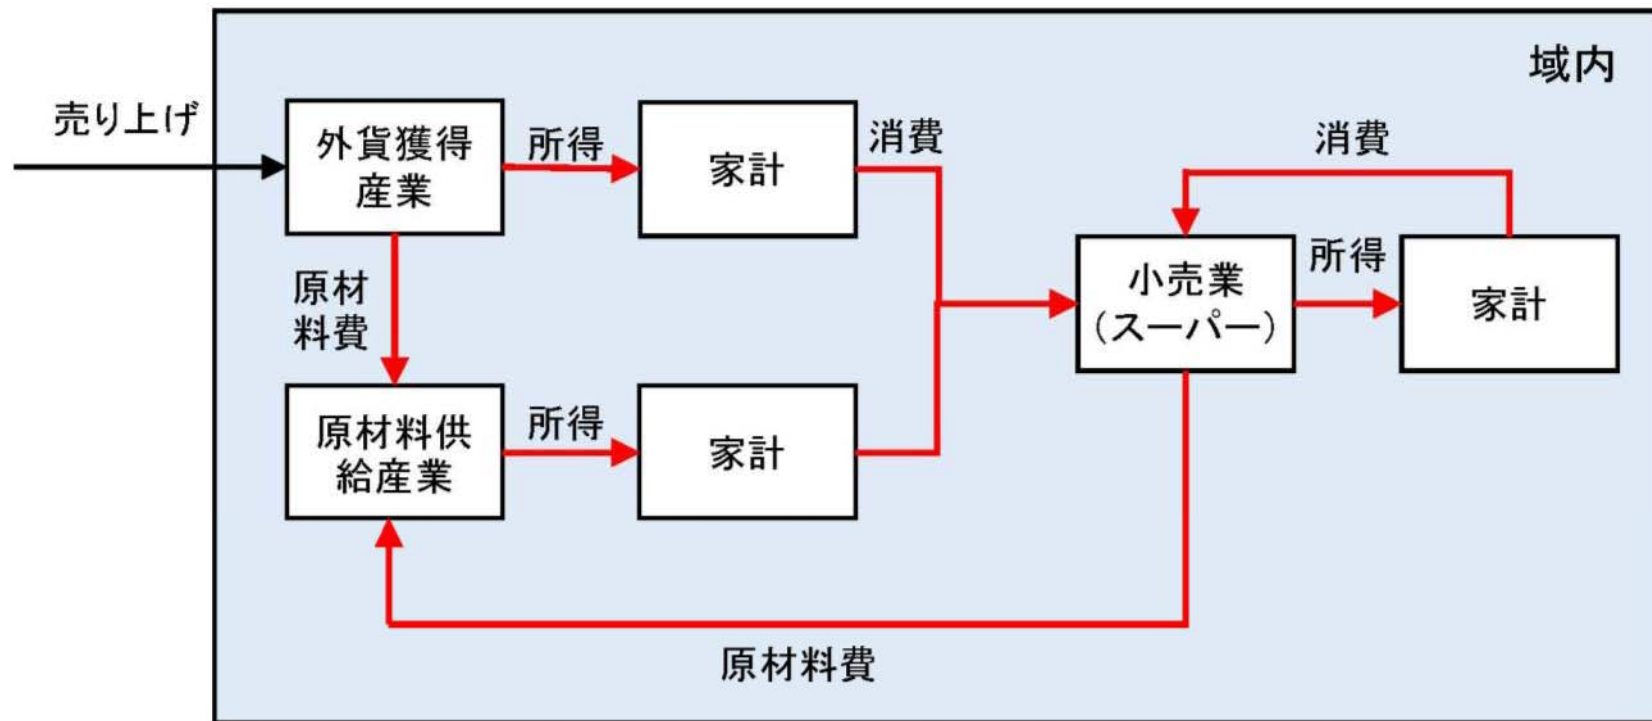 域内
売り上げ
外貨獲得
産業
所得
家計
消費
消費
原材
料費
小売業
(スーパー)
所得
家計
原材料供
給産業
所得
家計
原材料費